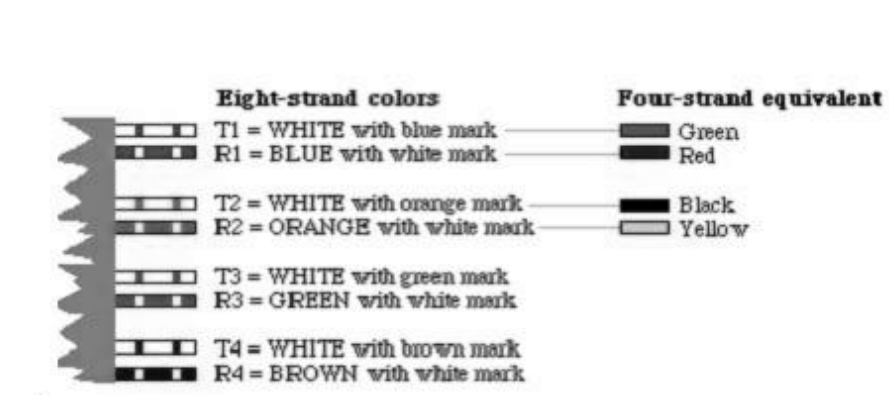 Eight-strand colors Four-strand equivalent
T1 = WHITE with blue mark Green
R1 = BLUE with white mark Red
T2 = WHITE with orange mark Black
R2 = ORANGE with white mark Yellow
T3 = WHITE with green mark
R3 = GREEN with white mark
T4 = WHITE with brown mark
R4 = BROWN with white mark